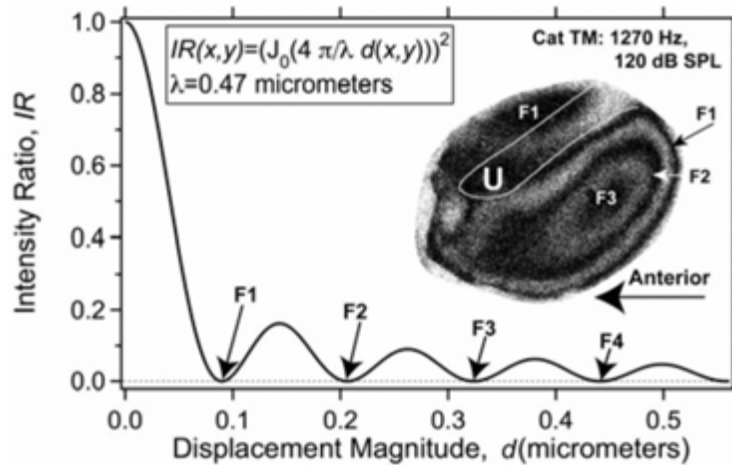 Intensity Ratio, IR
1.0
0.8
0.6
0.4
0.2
0.0
IR(x,y)=(J₀(4 π/λ d(x,y)))²
λ=0.47 micrometers
Cat TM: 1270 Hz,
120 dB SPL
F1
F1
U
F2
F3
Anterior
F1
F2
F3
F4
0.0 0.1 0.2 0.3 0.4 0.5
Displacement Magnitude, d(micrometers)